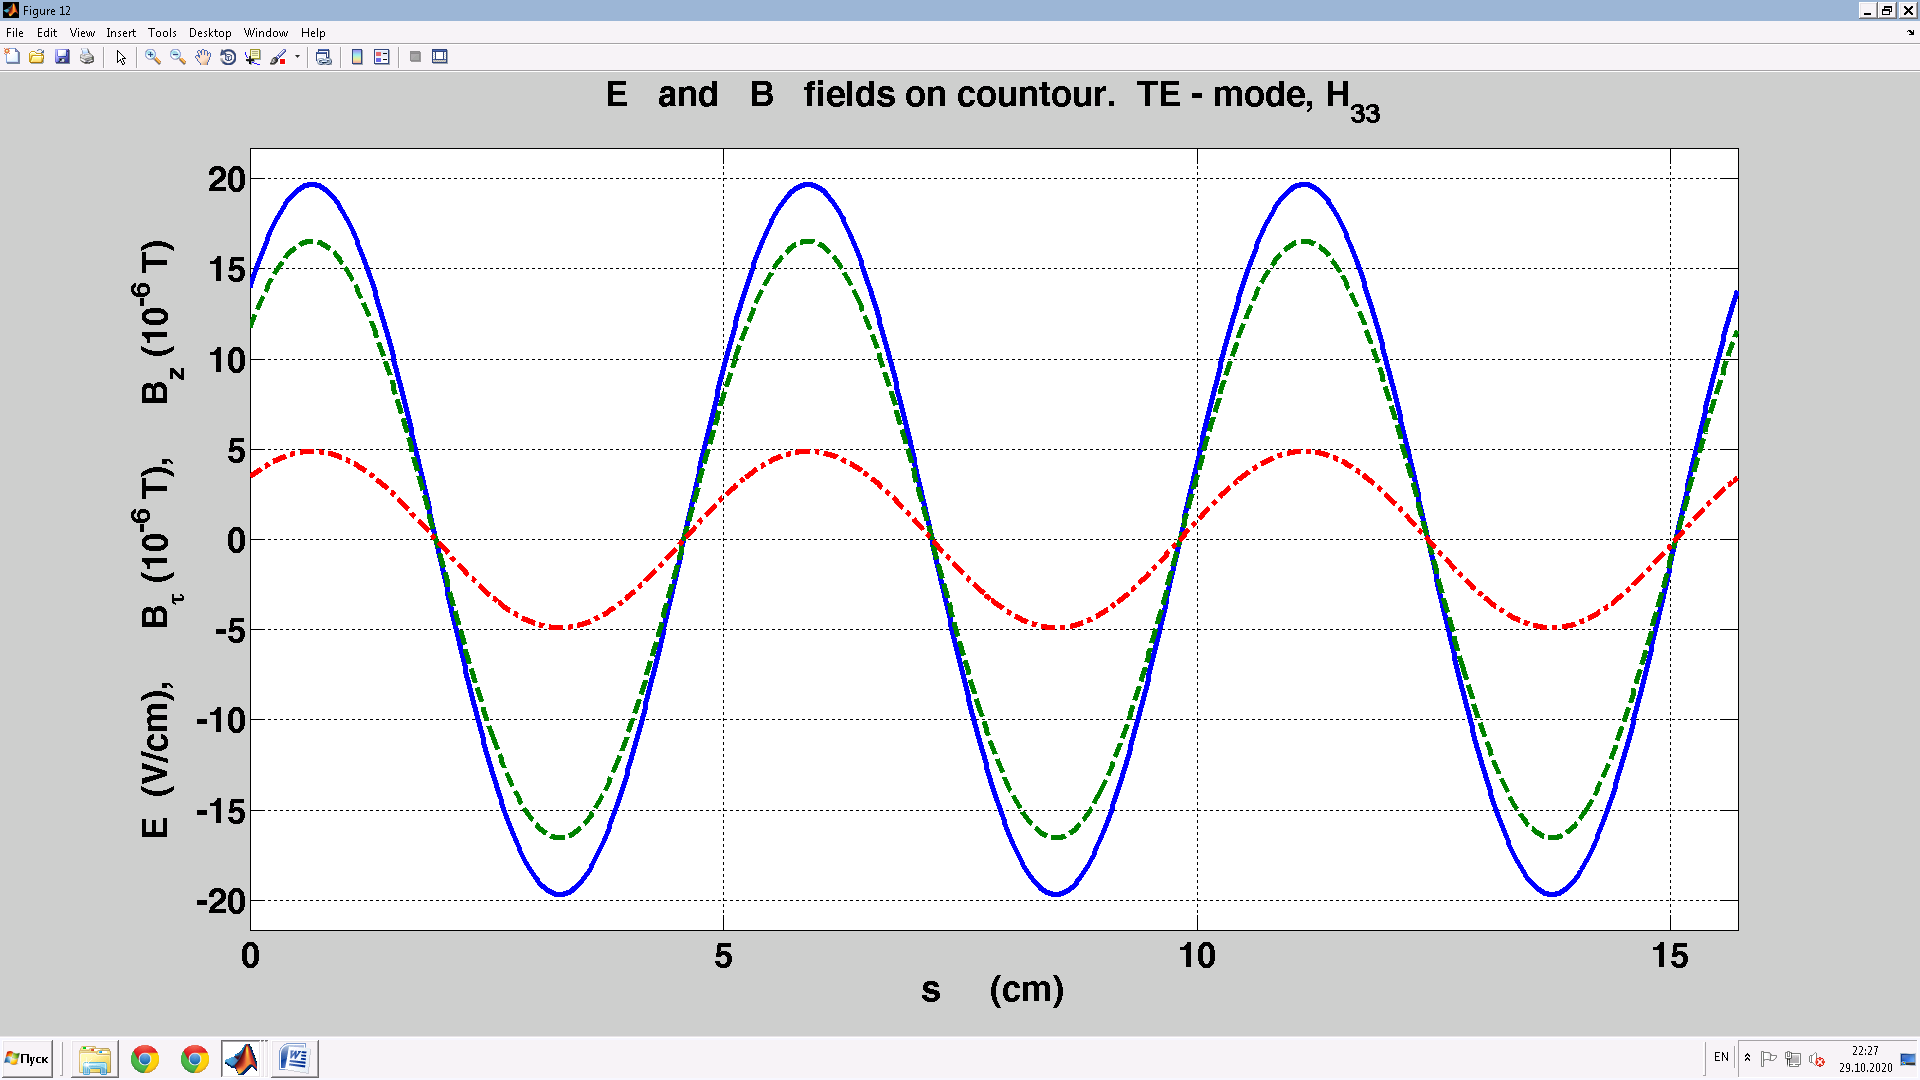 Figure 12
File Edit View Insert Tools Desktop Window Help
E and B fields on countour. TE - mode, H33
E (V/cm), Bτ (10-6 T), Bz (10-6 T)
20
15
10
5
0
-5
-10
-15
-20
0 5 10 15
s (cm)
Пуск
EN
22:27
29.10.2020